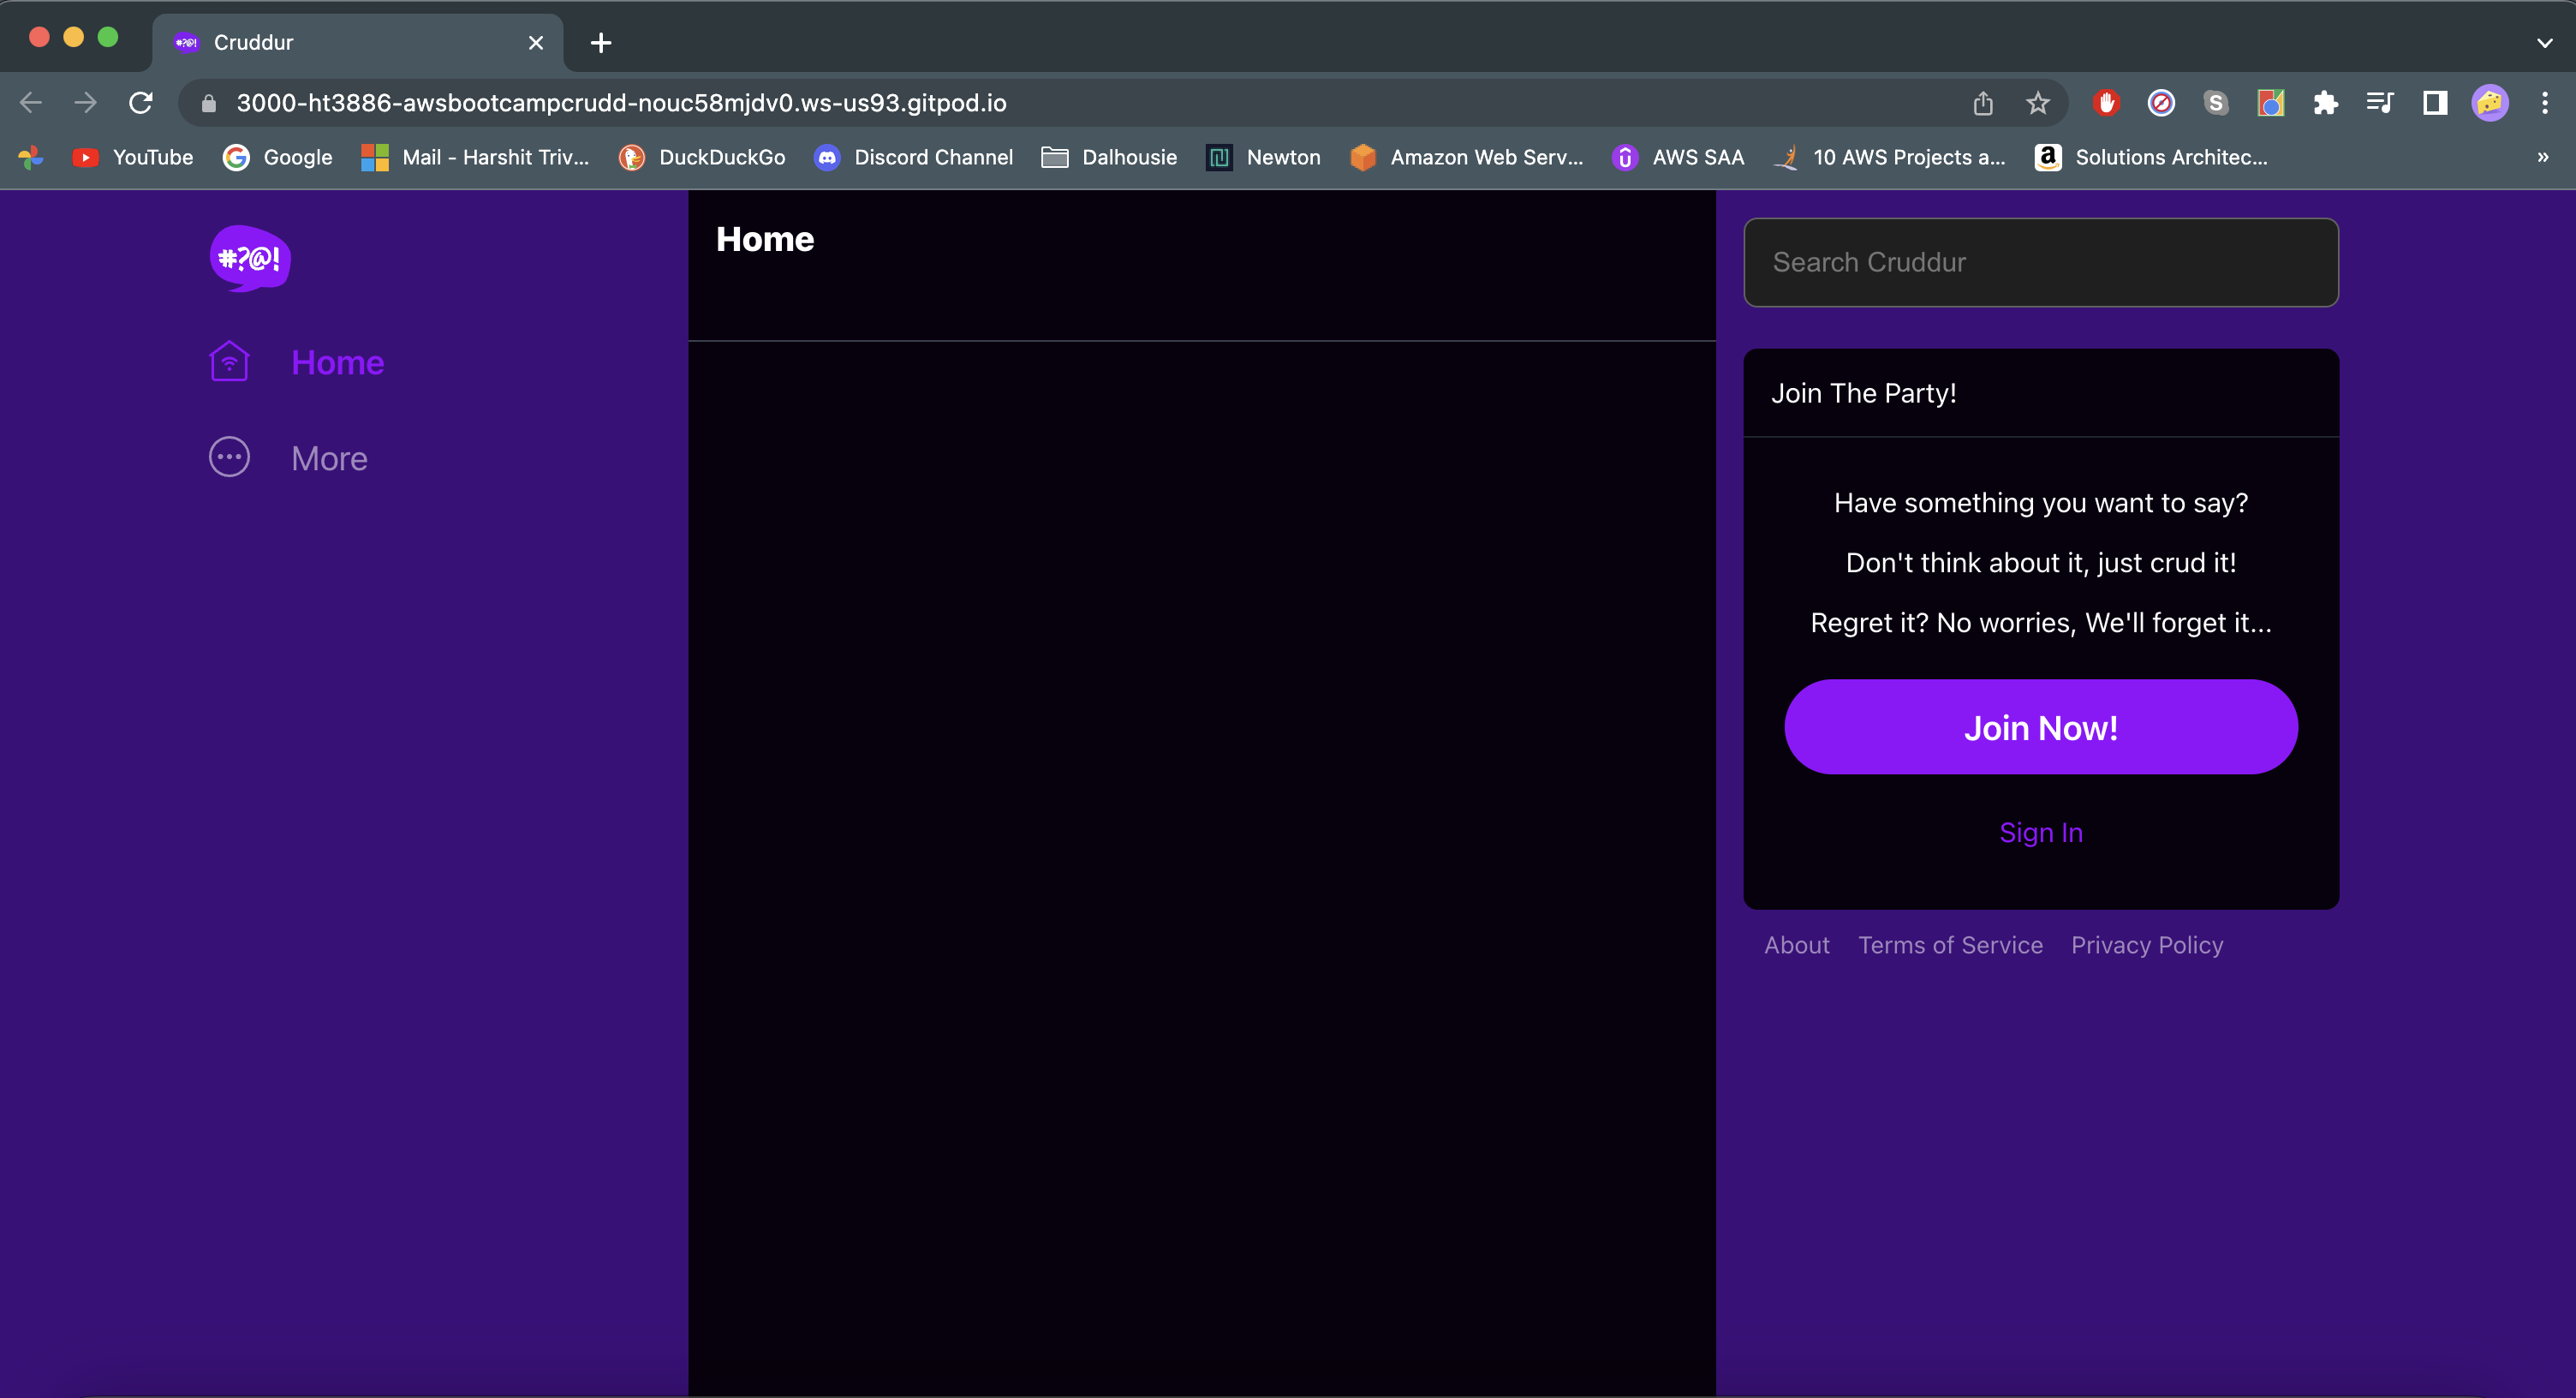 #?@! Cruddur
3000-ht3886-awsbootcampcrudd-nouc58mjdv0.ws-us93.gitpod.io
YouTube Google Mail - Harshit Triv... DuckDuckGo Discord Channel Dalhousie Newton Amazon Web Serv... AWS SAA 10 AWS Projects a... Solutions Architec... »
#?@!
Home
More
Home
Search Cruddur
Join The Party!
Have something you want to say?
Don't think about it, just crud it!
Regret it? No worries, We'll forget it...
Join Now!
Sign In
About Terms of Service Privacy Policy